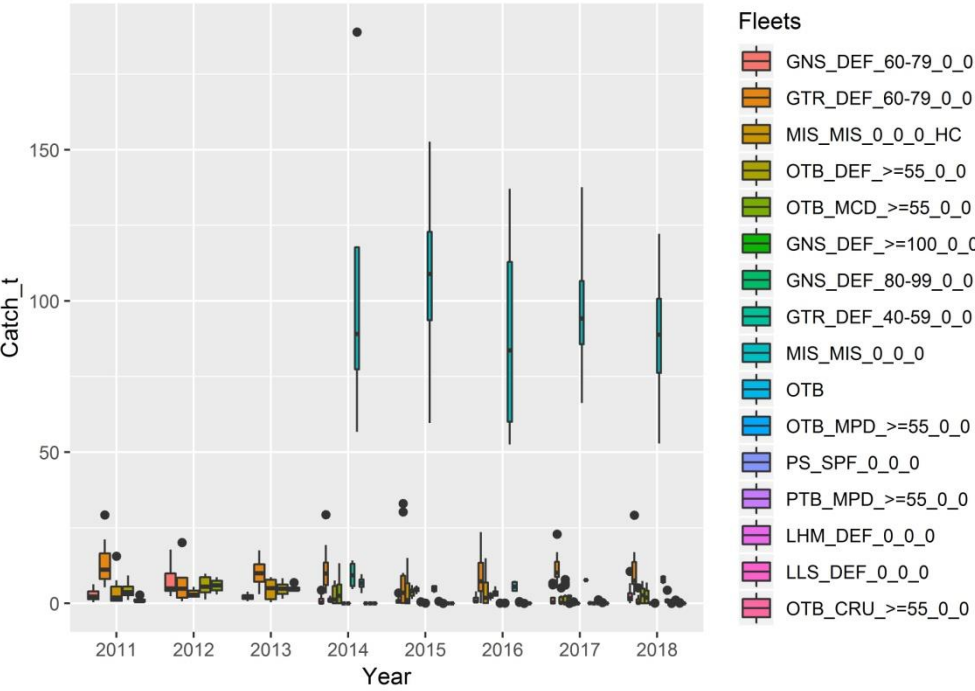 Catch_t
150
100
50
0
2011 2012 2013 2014 2015 2016 2017 2018
Year
Fleets
GNS_DEF_60-79_0_0
GTR_DEF_60-79_0_0
MIS_MIS_0_0_0_HC
OTB_DEF_>=55_0_0
OTB_MCD_>=55_0_0
GNS_DEF_>=100_0_0
GNS_DEF_80-99_0_0
GTR_DEF_40-59_0_0
MIS_MIS_0_0_0
OTB
OTB_MPD_>=55_0_0
PS_SPF_0_0_0
PTB_MPD_>=55_0_0
LHM_DEF_0_0_0
LLS_DEF_0_0_0
OTB_CRU_>=55_0_0